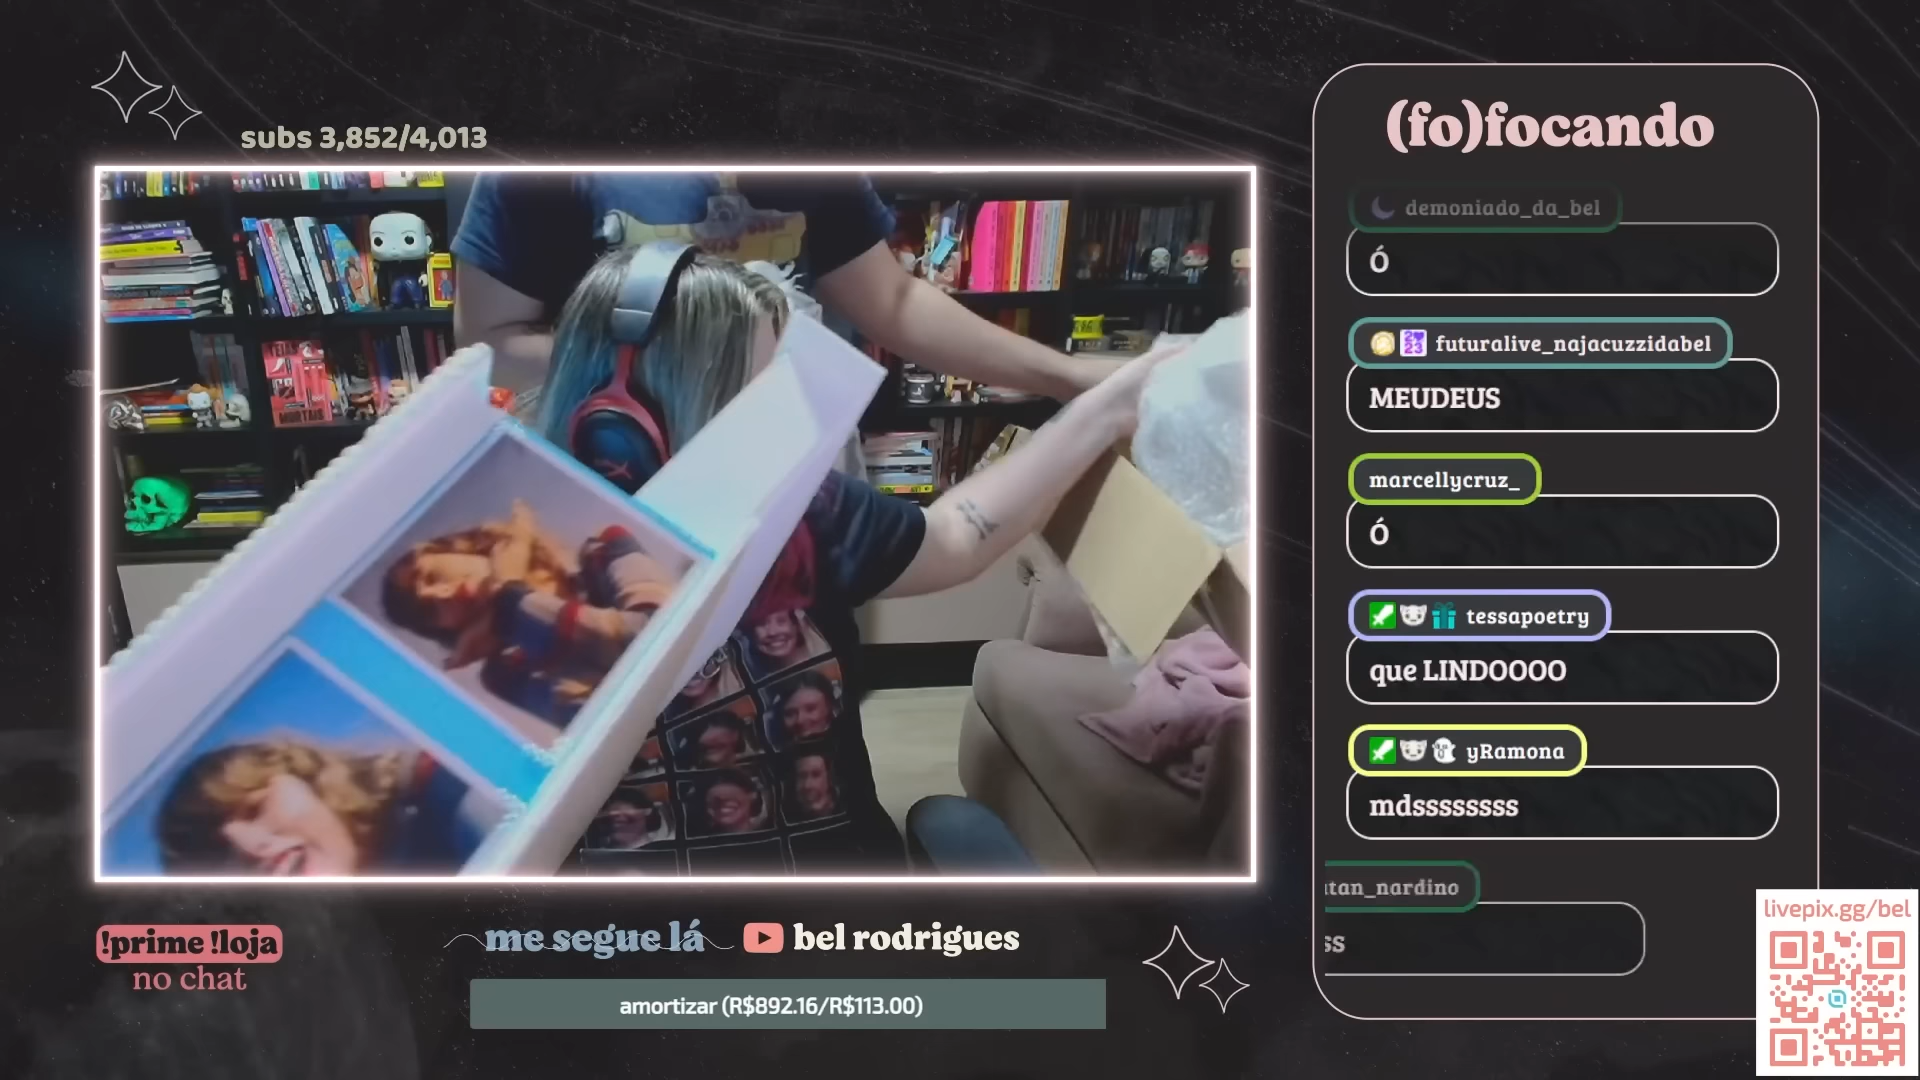 subs 3,852/4,013
(fo)focando
demoniado_da_bel
Ó
futuralive_najacuzzidabel
MEUDEUS
marcellycruz_
Ó
tessapoetry
que LINDOOOO
yRamona
mdssssssss
tan_nardino
ss
!prime !loja
no chat
me segue lá
bel rodrigues
amortizar (R$892.16/R$113.00)
livepix.gg/bel